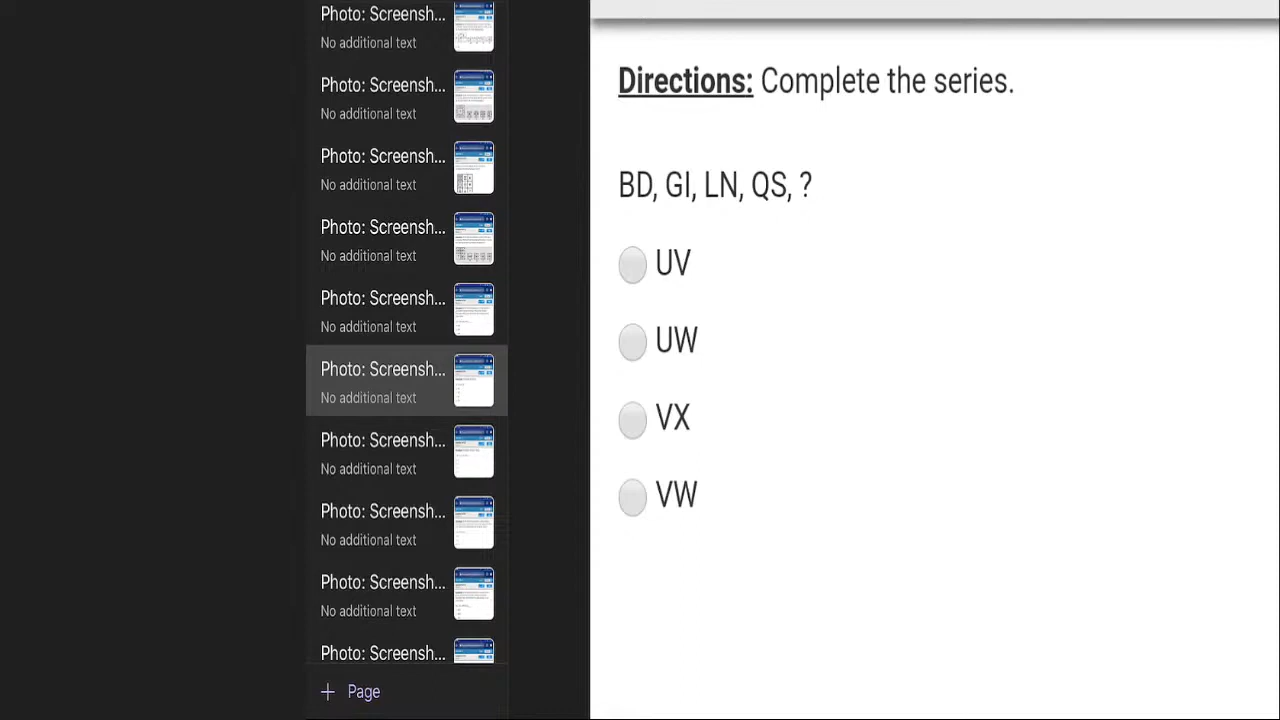 Photo: Screensh...
No additional text
Photo: Screensh...
No additional text
Photo: Screensh...
No additional text
Photo: Screensh...
No additional text
Photo: Screensh...
No additional text
Photo: Screensh...
No additional text
Photo: Screensh...
No additional text
Photo: Screensh...
No additional text
Photo: Screensh...
No additional text
Photo: Screensh...
+ Page
Directions: Complete the series.
BD, GI, LN, QS, ?
UV
UW
VX
VW